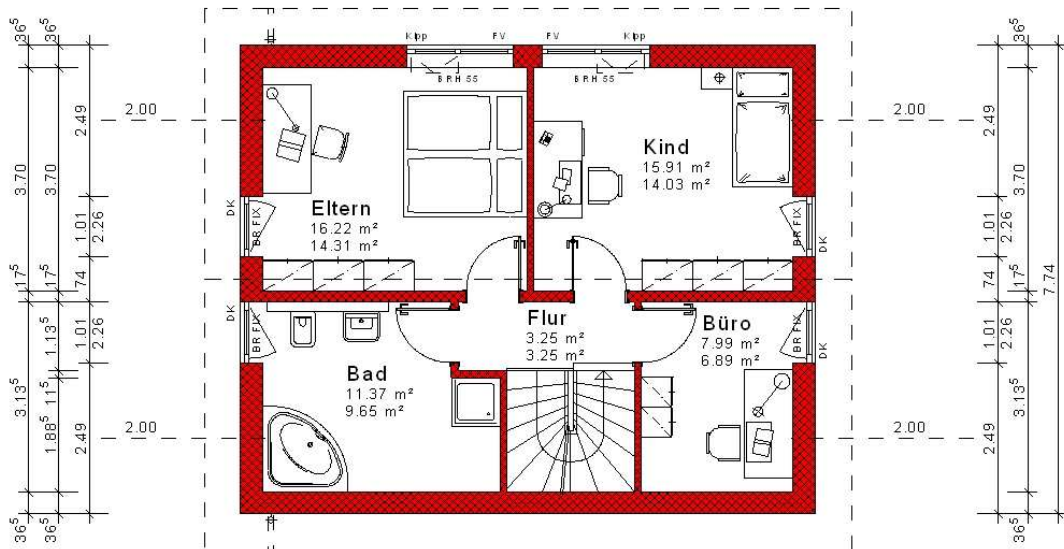 Kipp FV FV Kipp
BRH 55 BRH 55
36⁵
36⁵
36⁵
2.49
3.70
3.70
2.00
2.00
2.49
3.70
Kind
15.91 m²
14.03 m²
Eltern
16.22 m²
14.31 m²
DK
BR FIX
BR FIX
DK
1.01
2.26
1.01
2.26
17⁵
17⁵
74
74
17⁵
7.74
DK
BR FIX
BR FIX
DK
1.01
2.26
1.01
2.26
1.13⁵
Flur
3.25 m²
3.25 m²
Büro
7.99 m²
6.89 m²
Bad
11.37 m²
9.65 m²
3.13⁵
11⁵
1.88⁵
2.49
2.00
2.00
2.49
3.13⁵
36⁵
36⁵
36⁵